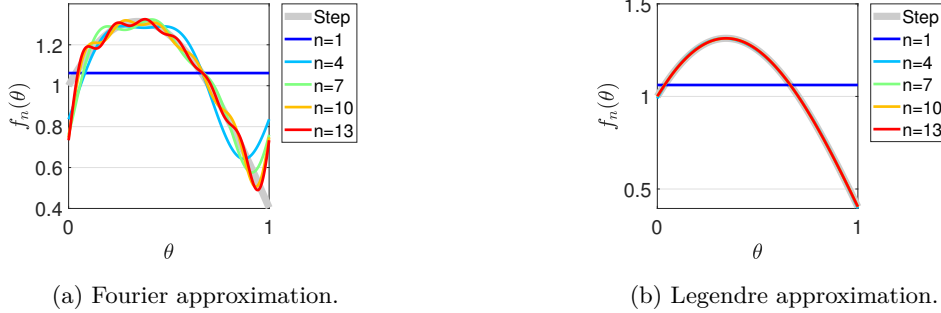 1.2
1
0.8
0.6
0.4
0
1
f_n(θ)
θ
Step
n=1
n=4
n=7
n=10
n=13
(a) Fourier approximation.
1.5
1
0.5
0
1
f_n(θ)
θ
Step
n=1
n=4
n=7
n=10
n=13
(b) Legendre approximation.